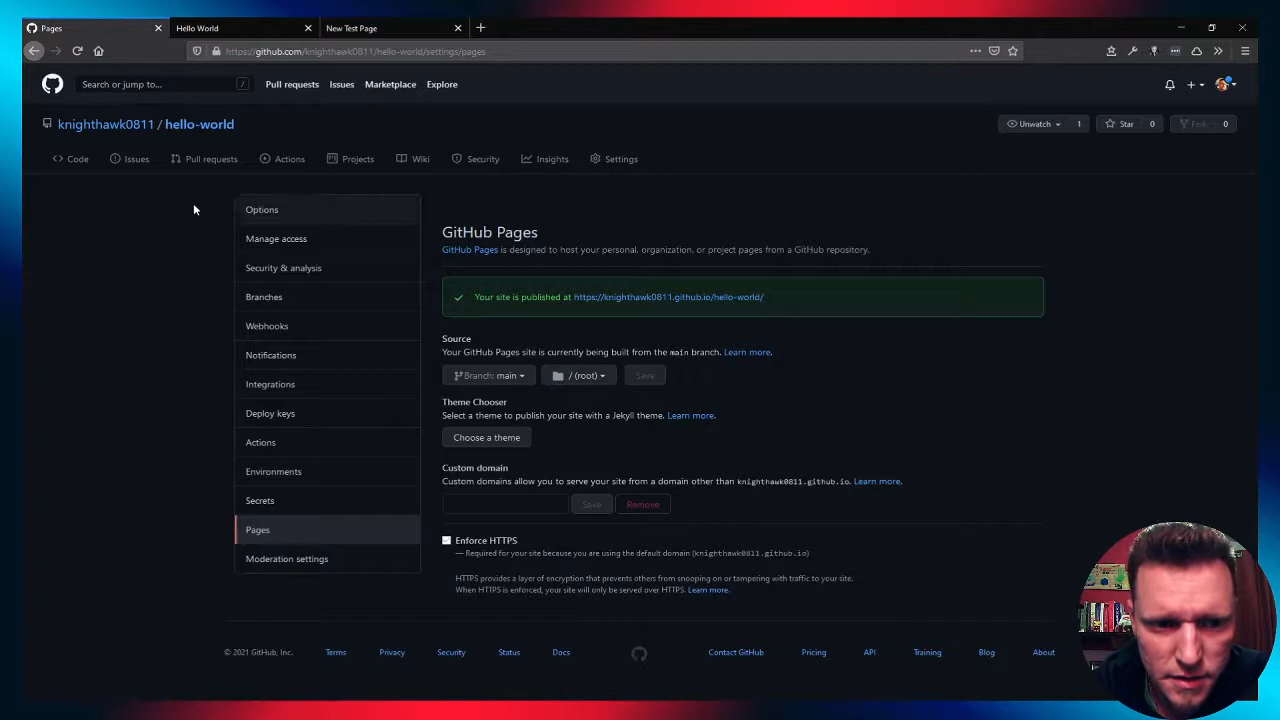 Pages
Hello World
New Test Page
https://github.com/knighthawk0811/hello-world/settings/pages
Search or jump to...
/
Pull requests
Issues
Marketplace
Explore
knighthawk0811 / hello-world
Unwatch 1
Star 0
Fork 0
Code
Issues
Pull requests
Actions
Projects
Wiki
Security
Insights
Settings
Options
Manage access
Security & analysis
Branches
Webhooks
Notifications
Integrations
Deploy keys
Actions
Environments
Secrets
Pages
Moderation settings
GitHub Pages
GitHub Pages is designed to host your personal, organization, or project pages from a GitHub repository.
Your site is published at https://knighthawk0811.github.io/hello-world/
Source
Your GitHub Pages site is currently being built from the main branch. Learn more.
Branch: main
/ (root)
Save
Theme Chooser
Select a theme to publish your site with a Jekyll theme. Learn more.
Choose a theme
Custom domain
Custom domains allow you to serve your site from a domain other than knighthawk0811.github.io. Learn more.
Save
Remove
Enforce HTTPS
— Required for your site because you are using the default domain (knighthawk0811.github.io)
HTTPS provides a layer of encryption that prevents others from snooping on or tampering with traffic to your site.
When HTTPS is enforced, your site will only be served over HTTPS. Learn more.
© 2021 GitHub, Inc.
Terms
Privacy
Security
Status
Docs
Contact GitHub
Pricing
API
Training
Blog
About